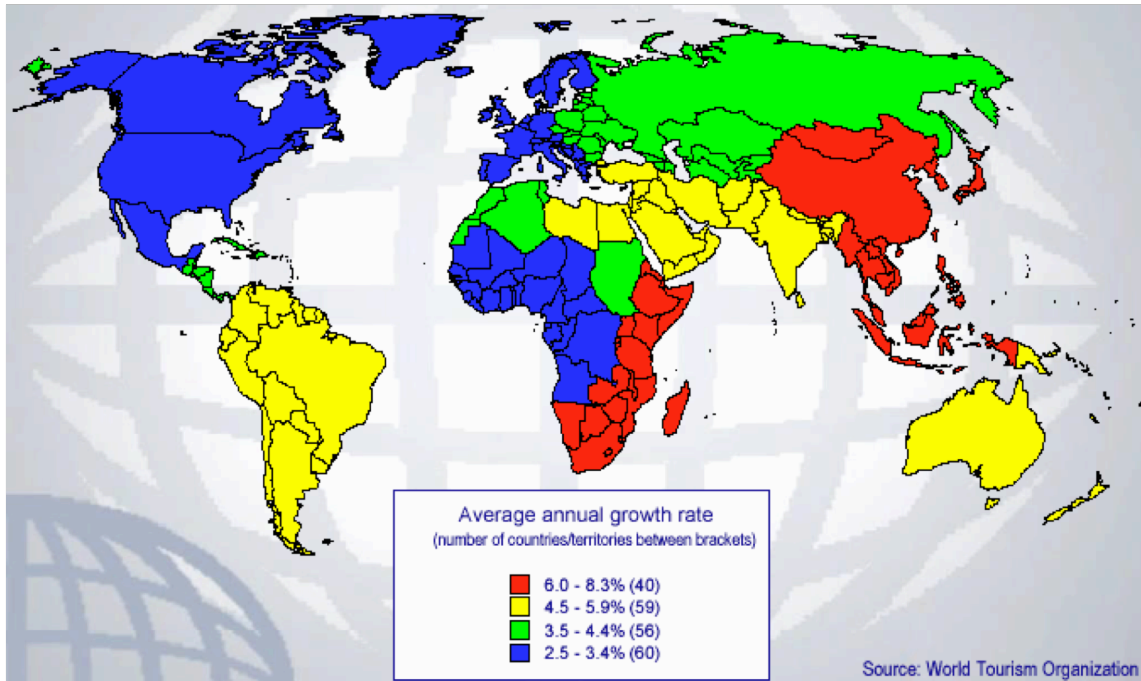 Average annual growth rate
(number of countries/territories between brackets)
6.0 - 8.3% (40)
4.5 - 5.9% (59)
3.5 - 4.4% (56)
2.5 - 3.4% (60)
Source: World Tourism Organization